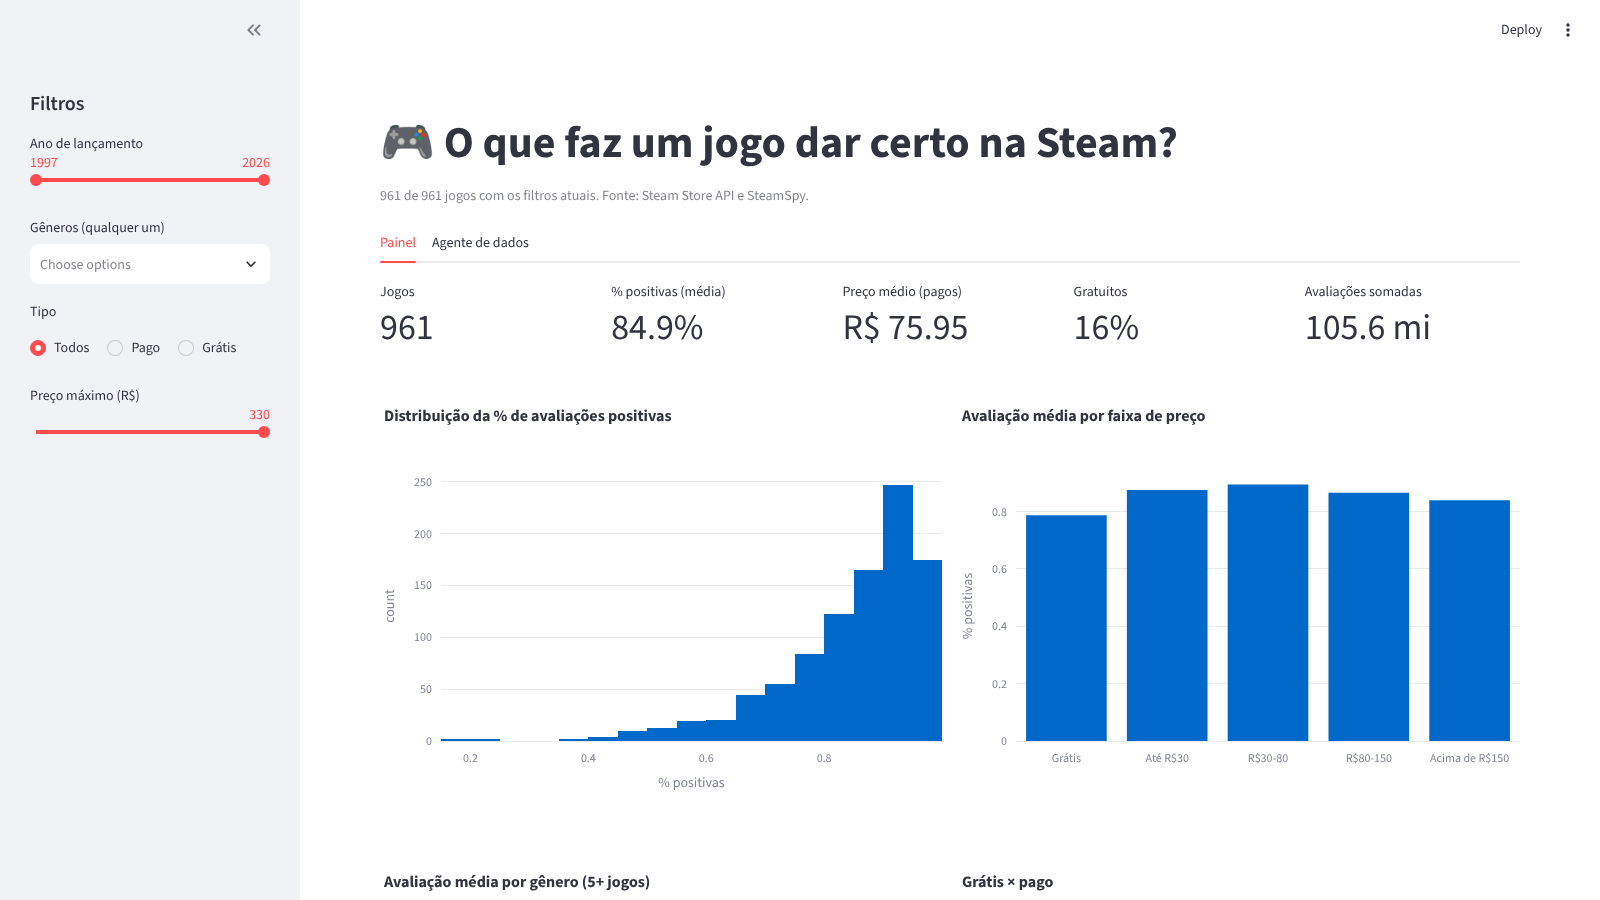 Deploy
Filtros
Ano de lançamento
1997 2026
Gêneros (qualquer um)
Choose options
Tipo
Todos Pago Grátis
Preço máximo (R$)
330
O que faz um jogo dar certo na Steam?
961 de 961 jogos com os filtros atuais. Fonte: Steam Store API e SteamSpy.
Painel Agente de dados
Jogos
961
% positivas (média)
84.9%
Preço médio (pagos)
R$ 75.95
Gratuitos
16%
Avaliações somadas
105.6 mi
Distribuição da % de avaliações positivas
250
200
150
100
50
0
count
0.2 0.4 0.6 0.8
% positivas
Avaliação média por faixa de preço
0.8
0.6
0.4
0.2
0
% positivas
Grátis Até R$30 R$30-80 R$80-150 Acima de R$150
Avaliação média por gênero (5+ jogos)
Grátis × pago